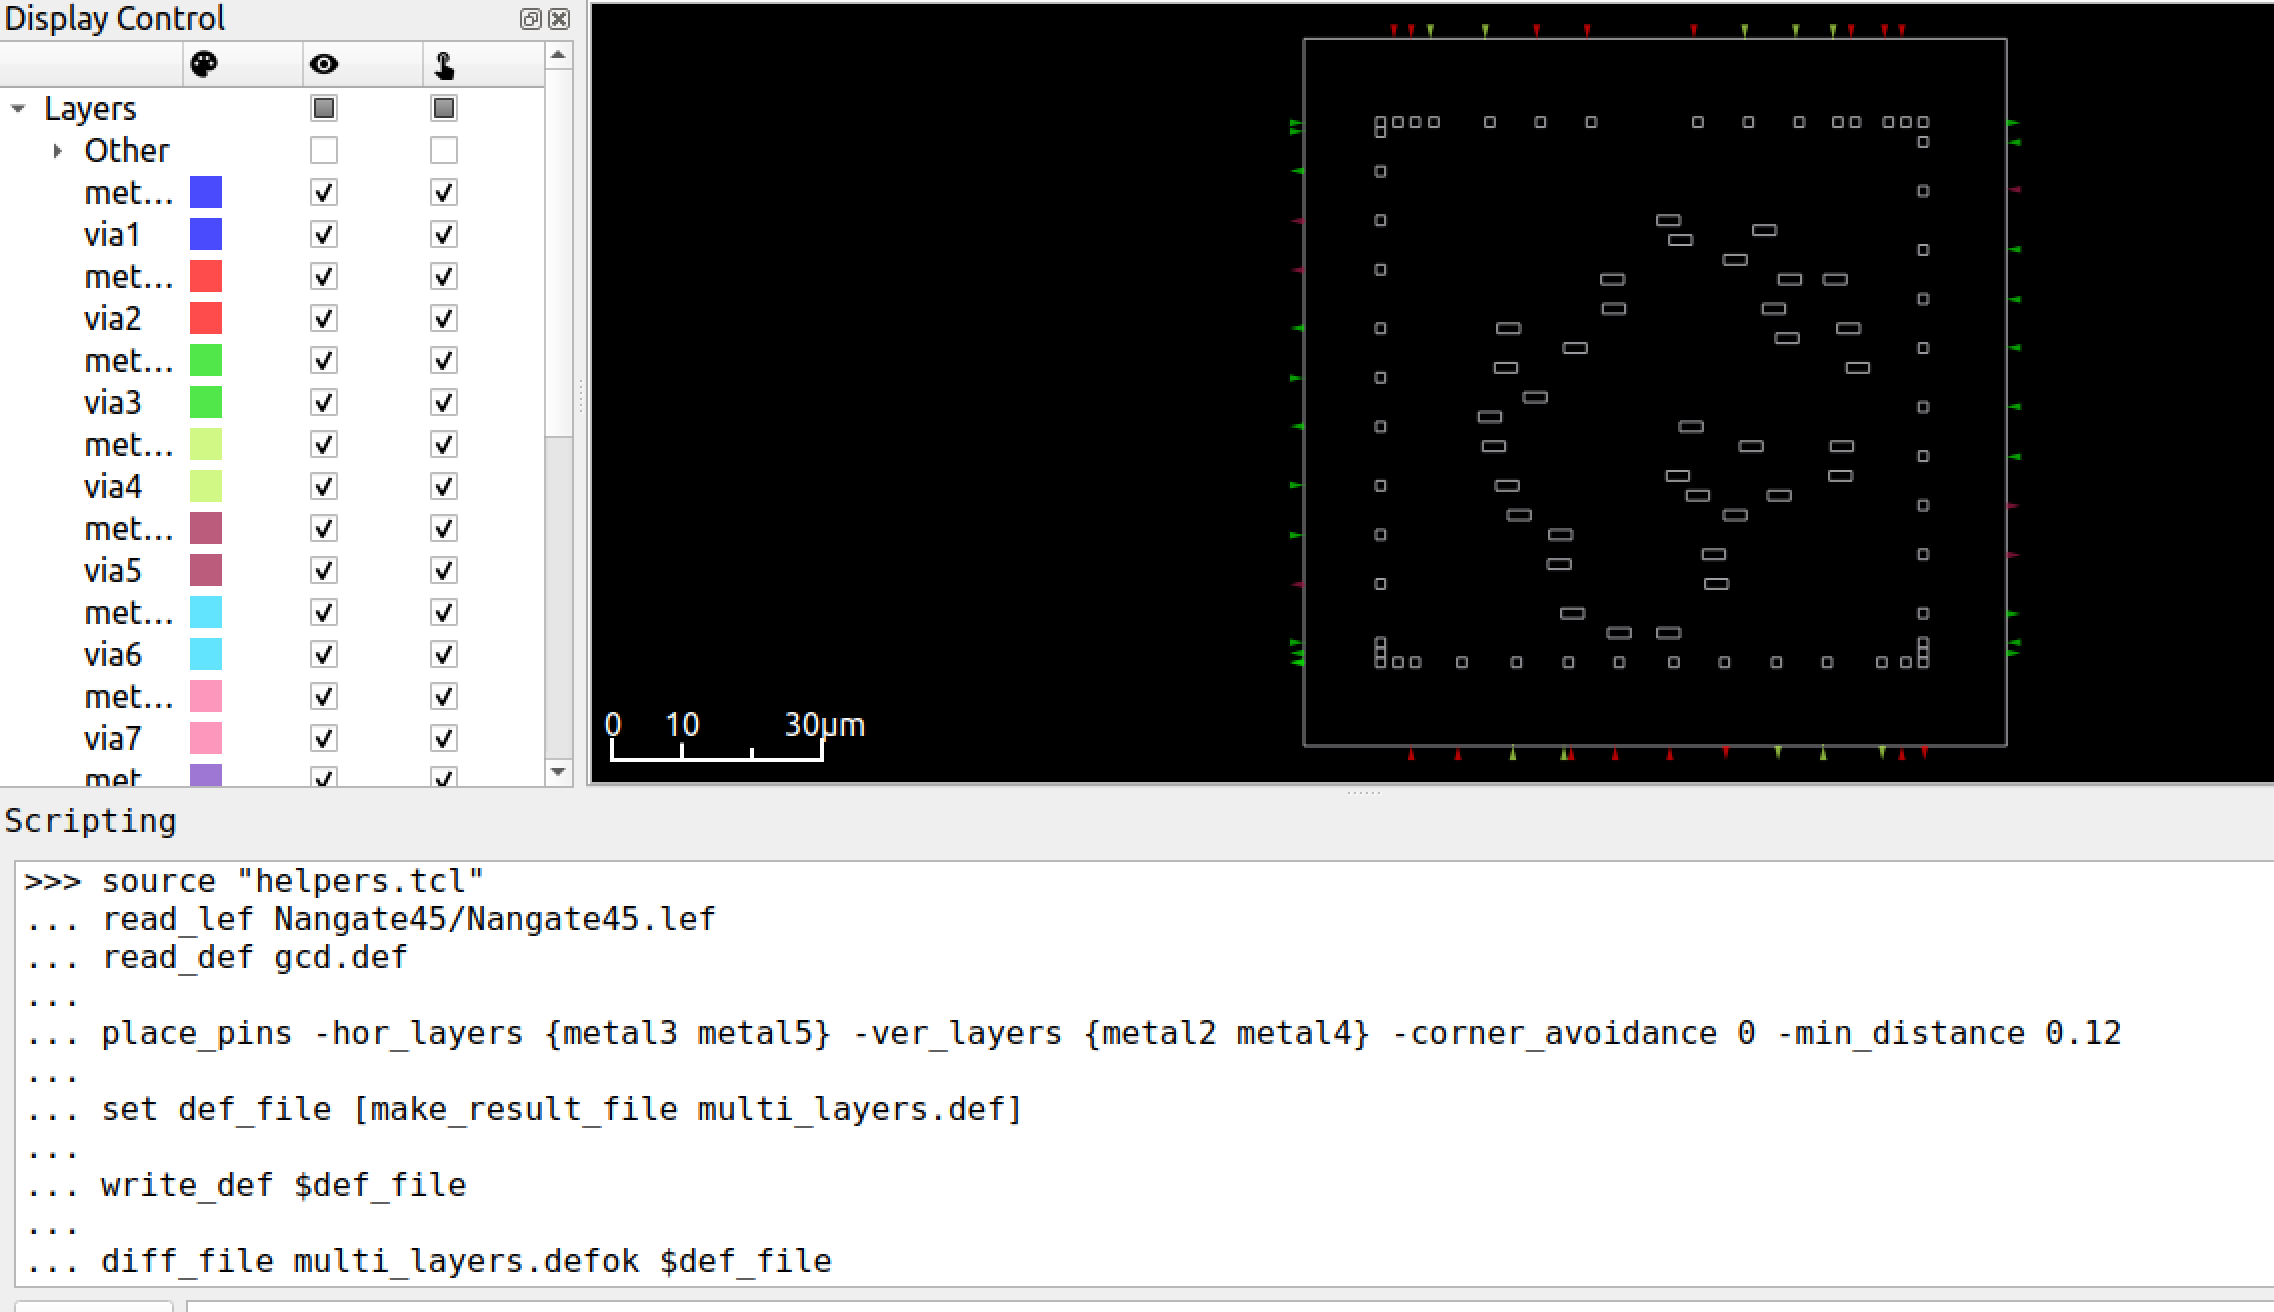 Display Control
Layers
Other
met...
via1
met...
via2
met...
via3
met...
via4
met...
via5
met...
via6
met...
via7
met
0 10 30µm
Scripting
>>> source "helpers.tcl"
... read_lef Nangate45/Nangate45.lef
... read_def gcd.def
...
... place_pins -hor_layers {metal3 metal5} -ver_layers {metal2 metal4} -corner_avoidance 0 -min_distance 0.12
...
... set def_file [make_result_file multi_layers.def]
...
... write_def $def_file
...
... diff_file multi_layers.defok $def_file